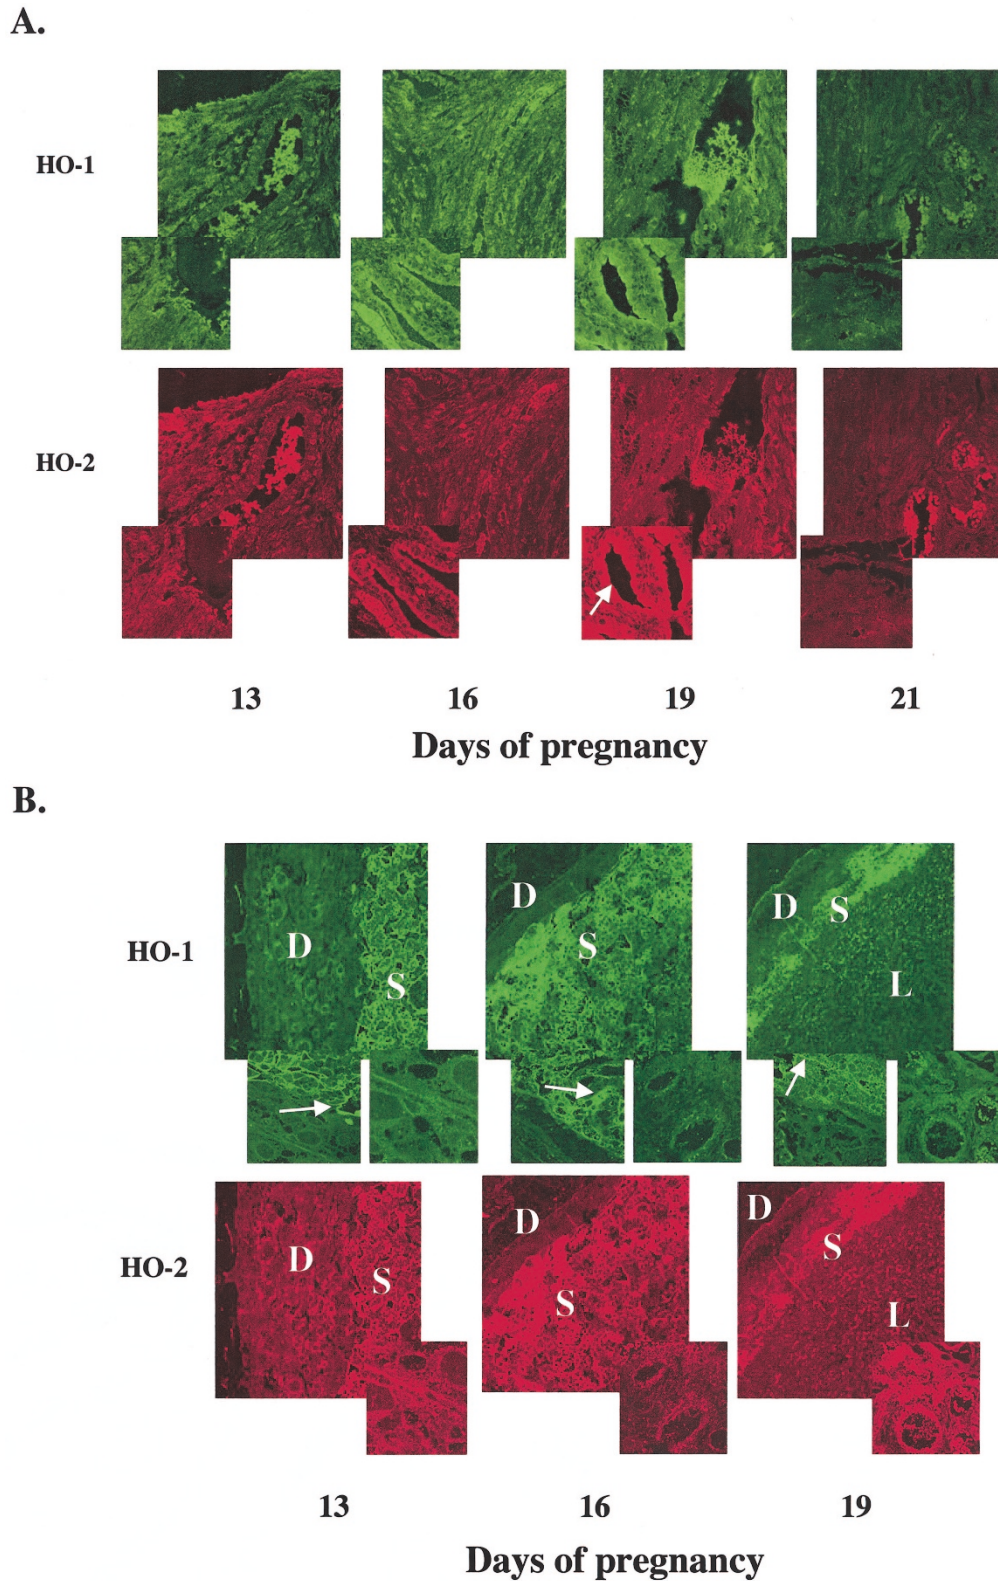 A.
HO-1
HO-2
13 16 19 21
Days of pregnancy
B.
HO-1
D S
D S
D S L
HO-2
D S
D S
D S L
13 16 19
Days of pregnancy